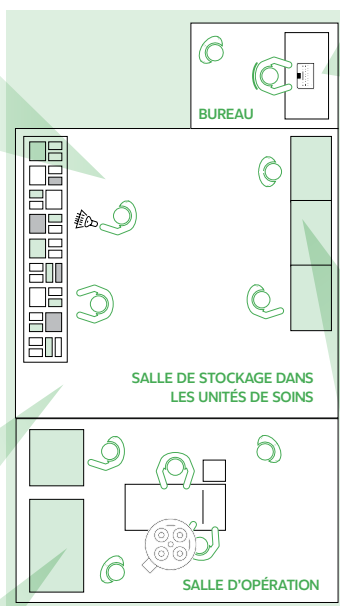 BUREAU
SALLE DE STOCKAGE DANS
LES UNITÉS DE SOINS
SALLE D’OPÉRATION